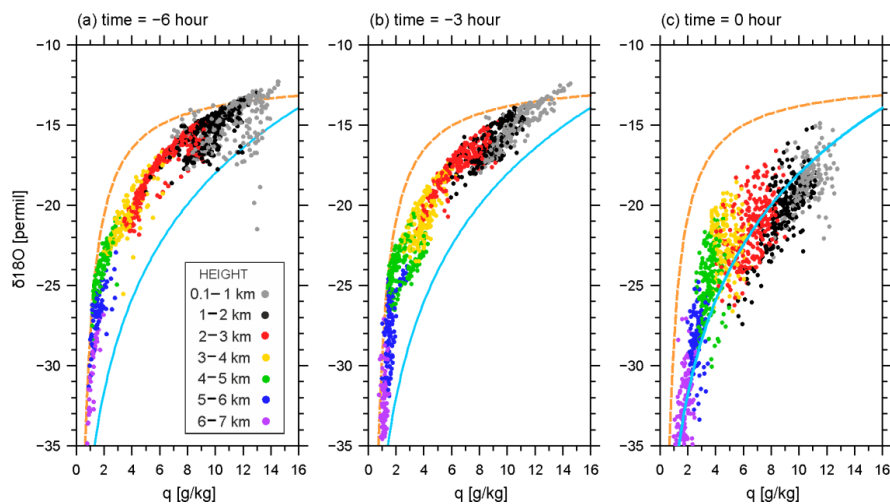 (a) time = −6 hour
(b) time = −3 hour
(c) time = 0 hour
δ18O [permil]
−10
−15
−20
−25
−30
−35
0 2 4 6 8 10 12 14 16
q [g/kg]
HEIGHT
0.1−1 km
1−2 km
2−3 km
3−4 km
4−5 km
5−6 km
6−7 km
−10
−15
−20
−25
−30
−35
0 2 4 6 8 10 12 14 16
q [g/kg]
−10
−15
−20
−25
−30
−35
0 2 4 6 8 10 12 14 16
q [g/kg]